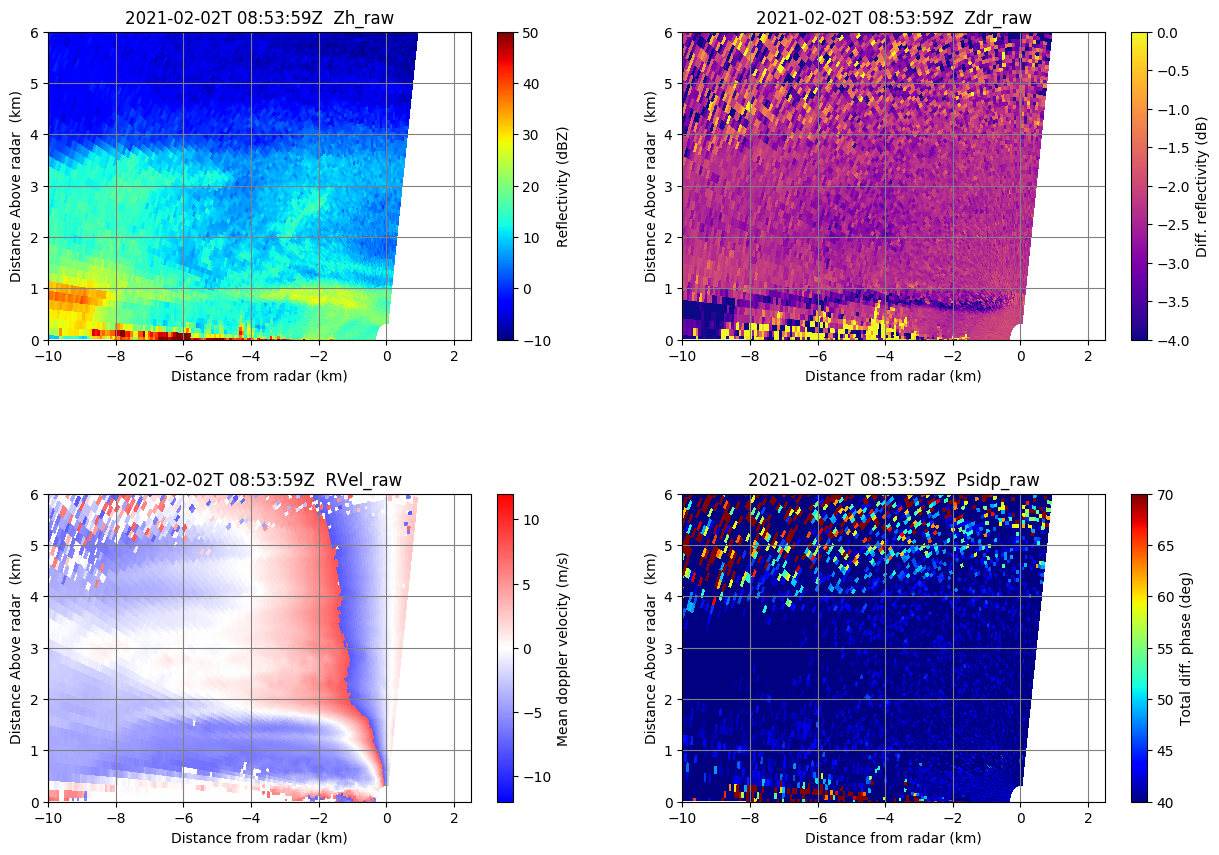 2021-02-02T 08:53:59Z  Zh_raw
Distance Above radar  (km)
6
5
4
3
2
1
0
−10 −8 −6 −4 −2 0 2
Distance from radar (km)
50
40
30
20
10
0
−10
Reflectivity (dBZ)
2021-02-02T 08:53:59Z  Zdr_raw
Distance Above radar  (km)
6
5
4
3
2
1
0
−10 −8 −6 −4 −2 0 2
Distance from radar (km)
0.0
−0.5
−1.0
−1.5
−2.0
−2.5
−3.0
−3.5
−4.0
Diff. reflectivity (dB)
2021-02-02T 08:53:59Z  RVel_raw
Distance Above radar  (km)
6
5
4
3
2
1
0
−10 −8 −6 −4 −2 0 2
Distance from radar (km)
10
5
0
−5
−10
Mean doppler velocity (m/s)
2021-02-02T 08:53:59Z  Psidp_raw
Distance Above radar  (km)
6
5
4
3
2
1
0
−10 −8 −6 −4 −2 0 2
Distance from radar (km)
70
65
60
55
50
45
40
Total diff. phase (deg)